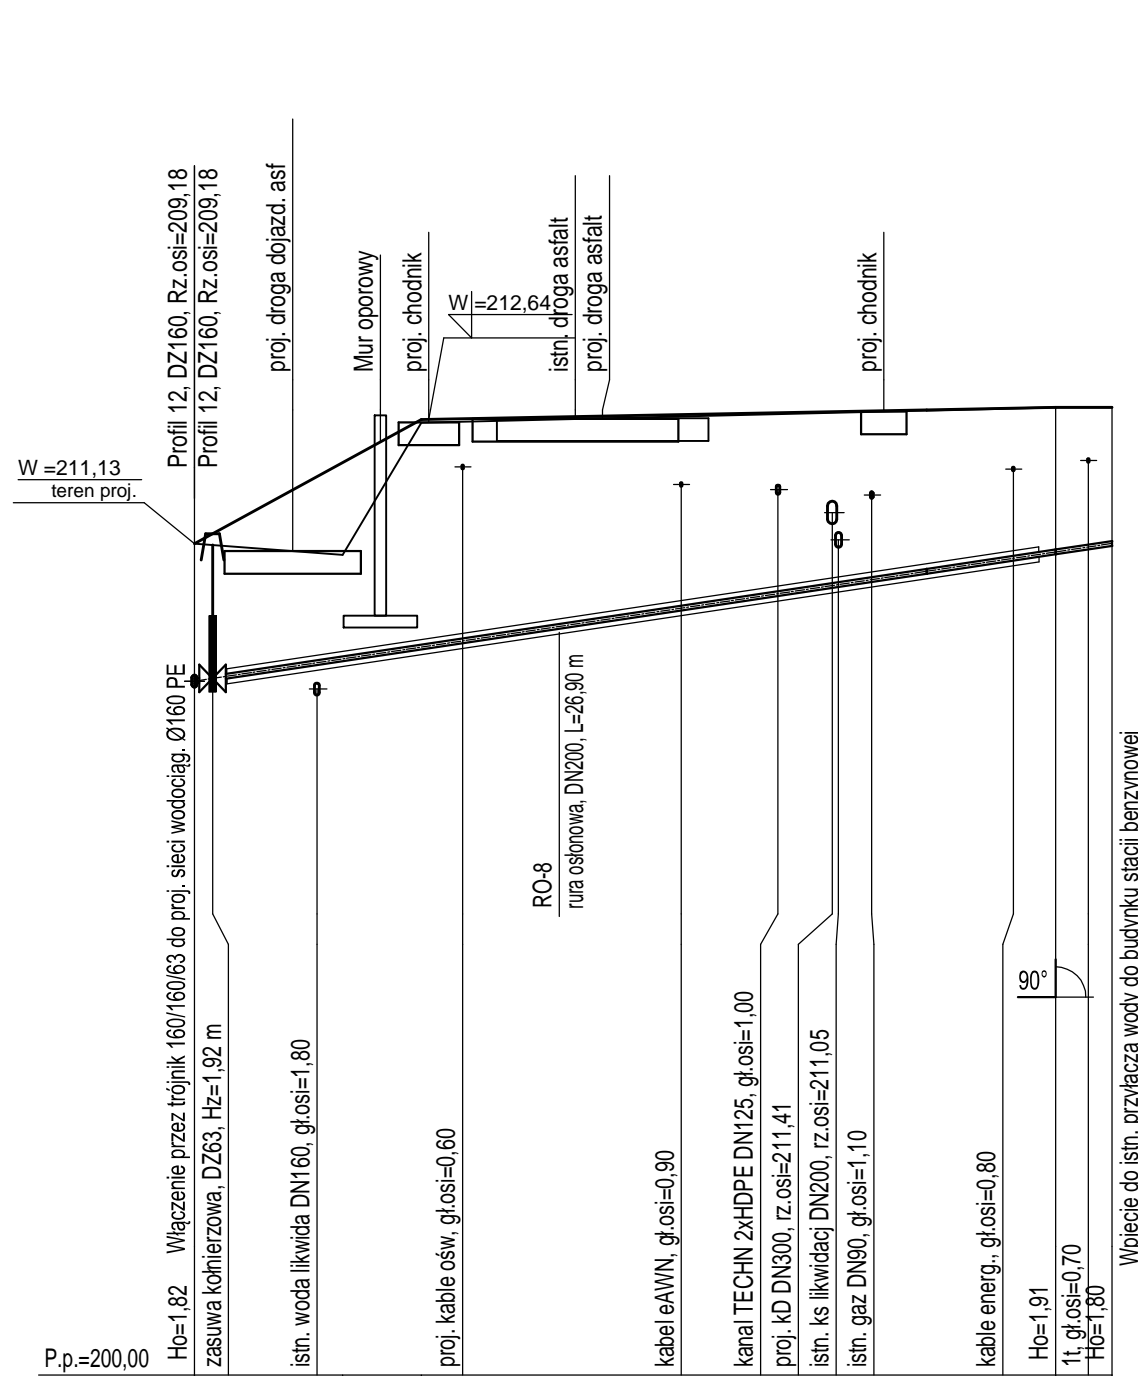 Profil 12, DZ160, Rz.osi=209,18
Profil 12, DZ160, Rz.osi=209,18
proj. droga dojazd. asf
Mur oporowy
proj. chodnik
W =212,64
istn. droga asfalt
proj. droga asfalt
proj. chodnik
W =211,13
teren proj.
RO-8
rura osłonowa, DN200, L=26,90 m
90°
Ho=1,82 Włączenie przez trójnik 160/160/63 do proj. sieci wodociąg. Ø160 PE
zasuwa kołnierzowa, DZ63, Hz=1,92 m
istn. woda likwida DN160, gł.osi=1,80
proj. kable ośw, gł.osi=0,60
kabel eAWN, gł.osi=0,90
kanal TECHN 2xHDPE DN125, gł.osi=1,00
proj. kD DN300, rz.osi=211,41
istn. ks likwidacj DN200, rz.osi=211,05
istn. gaz DN90, gł.osi=1,10
kable energ., gł.osi=0,80
Ho=1,91
1t, gł.osi=0,70
Ho=1,80
Wpięcie do istn. przyłącza wody do budynku stacji benzynowej
P.p.=200,00